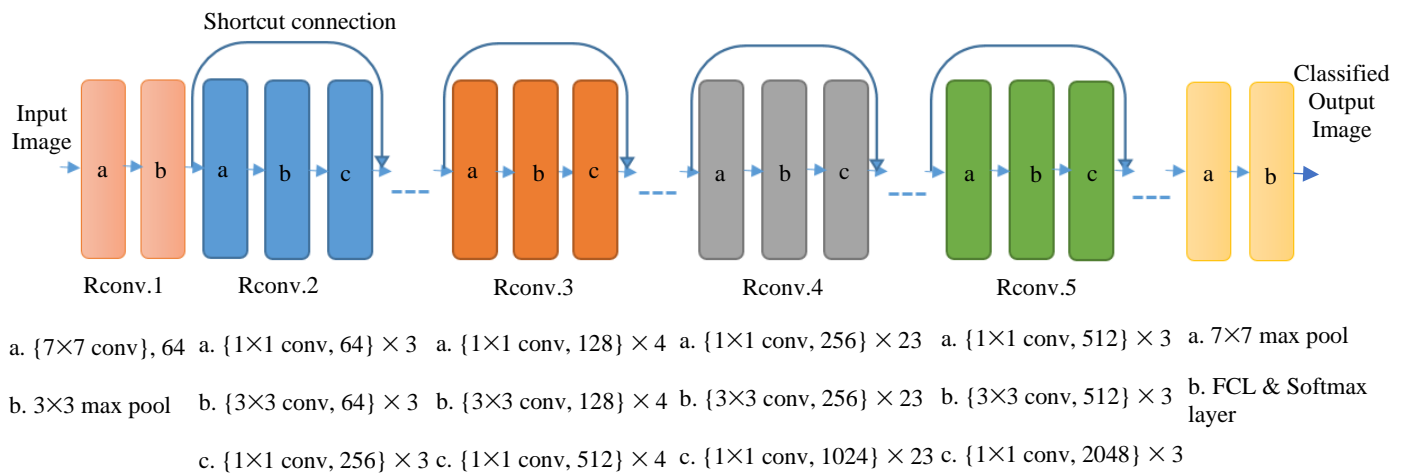 Shortcut connection
Input
Image
Classified
Output
Image
a b a b c a b c a b c a b c a b
Rconv.1 Rconv.2 Rconv.3 Rconv.4 Rconv.5
a. {7×7 conv}, 64 a. {1×1 conv, 64} × 3 a. {1×1 conv, 128} × 4 a. {1×1 conv, 256} × 23 a. {1×1 conv, 512} × 3 a. 7×7 max pool
b. 3×3 max pool b. {3×3 conv, 64} × 3 b. {3×3 conv, 128} × 4 b. {3×3 conv, 256} × 23 b. {3×3 conv, 512} × 3 b. FCL & Softmax
layer
c. {1×1 conv, 256} × 3 c. {1×1 conv, 512} × 4 c. {1×1 conv, 1024} × 23 c. {1×1 conv, 2048} × 3